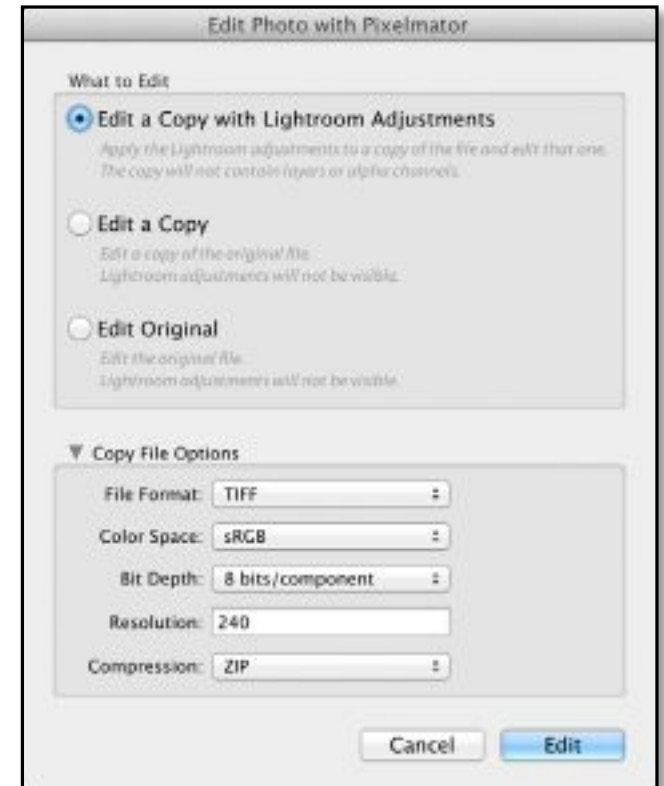 Edit Photo with Pixelmator
What to Edit
Edit a Copy with Lightroom Adjustments
Apply the Lightroom adjustments to a copy of the file and edit that one.
The copy will not contain layers or alpha channels.
Edit a Copy
Edit a copy of the original file.
Lightroom adjustments will not be visible.
Edit Original
Edit the original file.
Lightroom adjustments will not be visible.
Copy File Options
File Format: TIFF
Color Space: sRGB
Bit Depth: 8 bits/component
Resolution: 240
Compression: ZIP
Cancel Edit